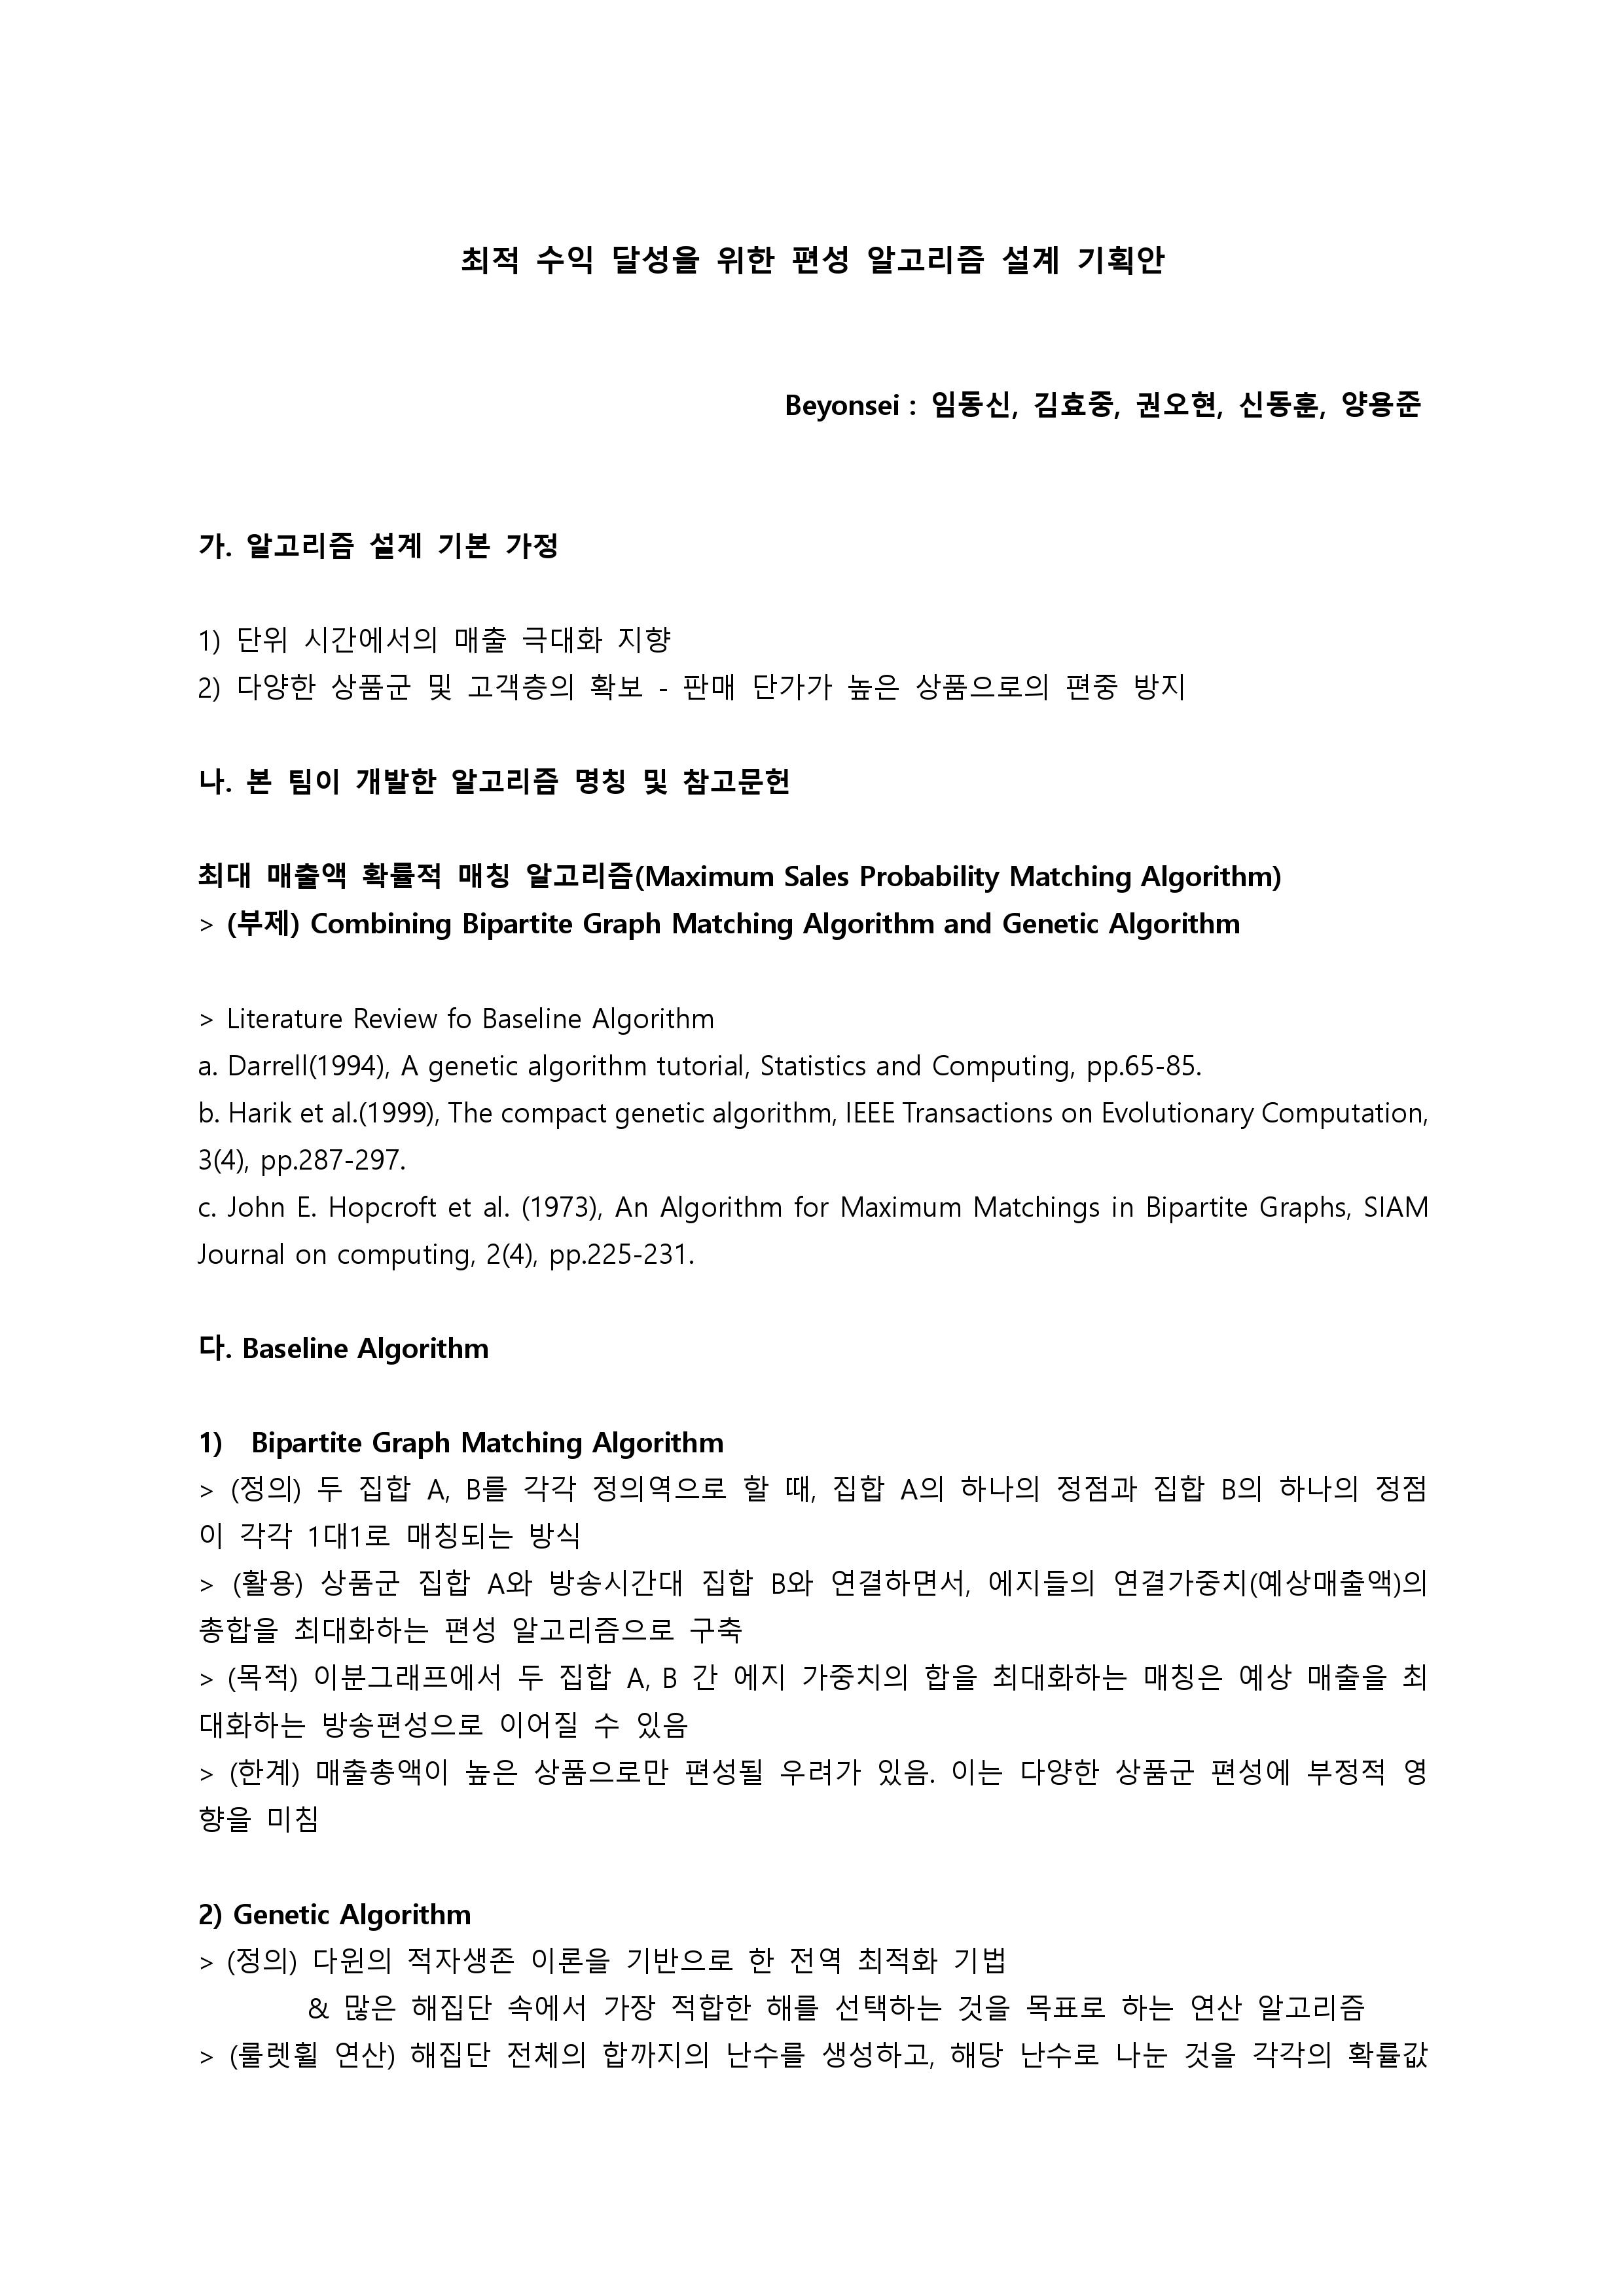 최적 수익 달성을 위한 편성 알고리즘 설계 기획안
Beyonsei : 임동신, 김효중, 권오현, 신동훈, 양용준
가. 알고리즘 설계 기본 가정
1) 단위 시간에서의 매출 극대화 지향
2) 다양한 상품군 및 고객층의 확보 - 판매 단가가 높은 상품으로의 편중 방지
나. 본 팀이 개발한 알고리즘 명칭 및 참고문헌
최대 매출액 확률적 매칭 알고리즘(Maximum Sales Probability Matching Algorithm)
> (부제) Combining Bipartite Graph Matching Algorithm and Genetic Algorithm
> Literature Review fo Baseline Algorithm
a. Darrell(1994), A genetic algorithm tutorial, Statistics and Computing, pp.65-85.
b. Harik et al.(1999), The compact genetic algorithm, IEEE Transactions on Evolutionary Computation,
3(4), pp.287-297.
c. John E. Hopcroft et al. (1973), An Algorithm for Maximum Matchings in Bipartite Graphs, SIAM
Journal on computing, 2(4), pp.225-231.
다. Baseline Algorithm
1) Bipartite Graph Matching Algorithm
> (정의) 두 집합 A, B를 각각 정의역으로 할 때, 집합 A의 하나의 정점과 집합 B의 하나의 정점
이 각각 1대1로 매칭되는 방식
> (활용) 상품군 집합 A와 방송시간대 집합 B와 연결하면서, 에지들의 연결가중치(예상매출액)의
총합을 최대화하는 편성 알고리즘으로 구축
> (목적) 이분그래프에서 두 집합 A, B 간 에지 가중치의 합을 최대화하는 매칭은 예상 매출을 최
대화하는 방송편성으로 이어질 수 있음
> (한계) 매출총액이 높은 상품으로만 편성될 우려가 있음. 이는 다양한 상품군 편성에 부정적 영
향을 미침
2) Genetic Algorithm
> (정의) 다윈의 적자생존 이론을 기반으로 한 전역 최적화 기법
& 많은 해집단 속에서 가장 적합한 해를 선택하는 것을 목표로 하는 연산 알고리즘
> (룰렛휠 연산) 해집단 전체의 합까지의 난수를 생성하고, 해당 난수로 나눈 것을 각각의 확률값